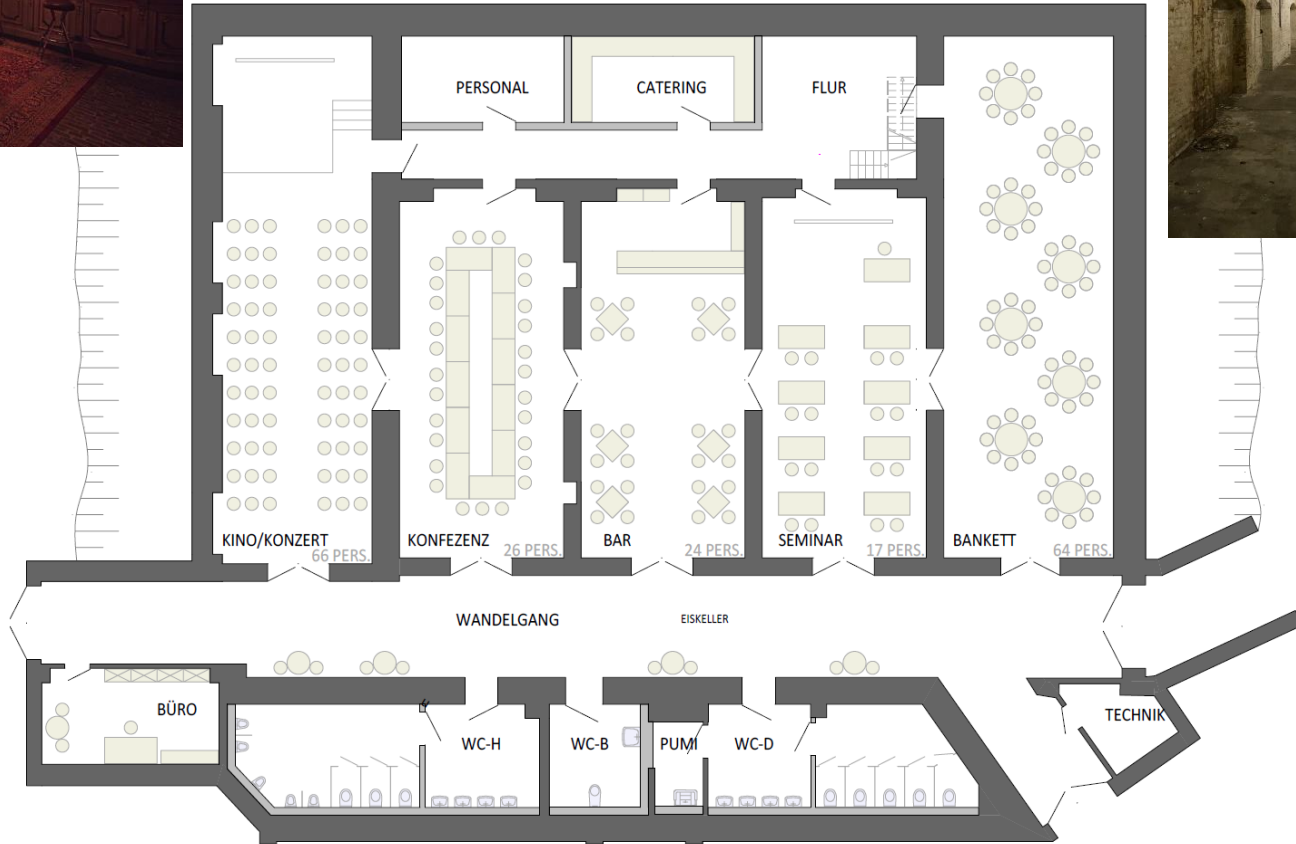 PERSONAL
CATERING
FLUR
KINO/KONZERT
66 PERS.
KONFEZENZ
26 PERS.
BAR
24 PERS.
SEMINAR
17 PERS.
BANKETT
64 PERS.
WANDELGANG
EISKELLER
BÜRO
WC-H
WC-B
PUMI
WC-D
TECHNIK